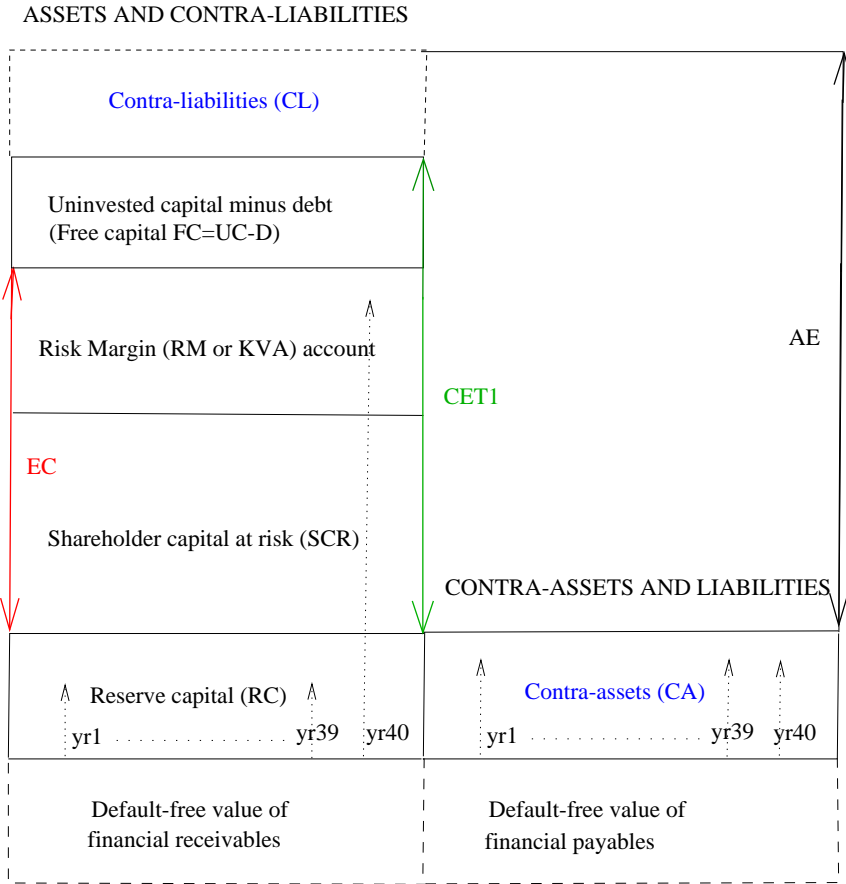 ASSETS AND CONTRA-LIABILITIES
Contra-liabilities (CL)
Uninvested capital minus debt
(Free capital FC=UC-D)
Risk Margin (RM or KVA) account
AE
CET1
EC
Shareholder capital at risk (SCR)
CONTRA-ASSETS AND LIABILITIES
Reserve capital (RC)
yr1 . . . . . . . . . . . . . . . yr39 yr40
Contra-assets (CA)
yr1 . . . . . . . . . . . . . . . yr39 yr40
Default-free value of
financial receivables
Default-free value of
financial payables